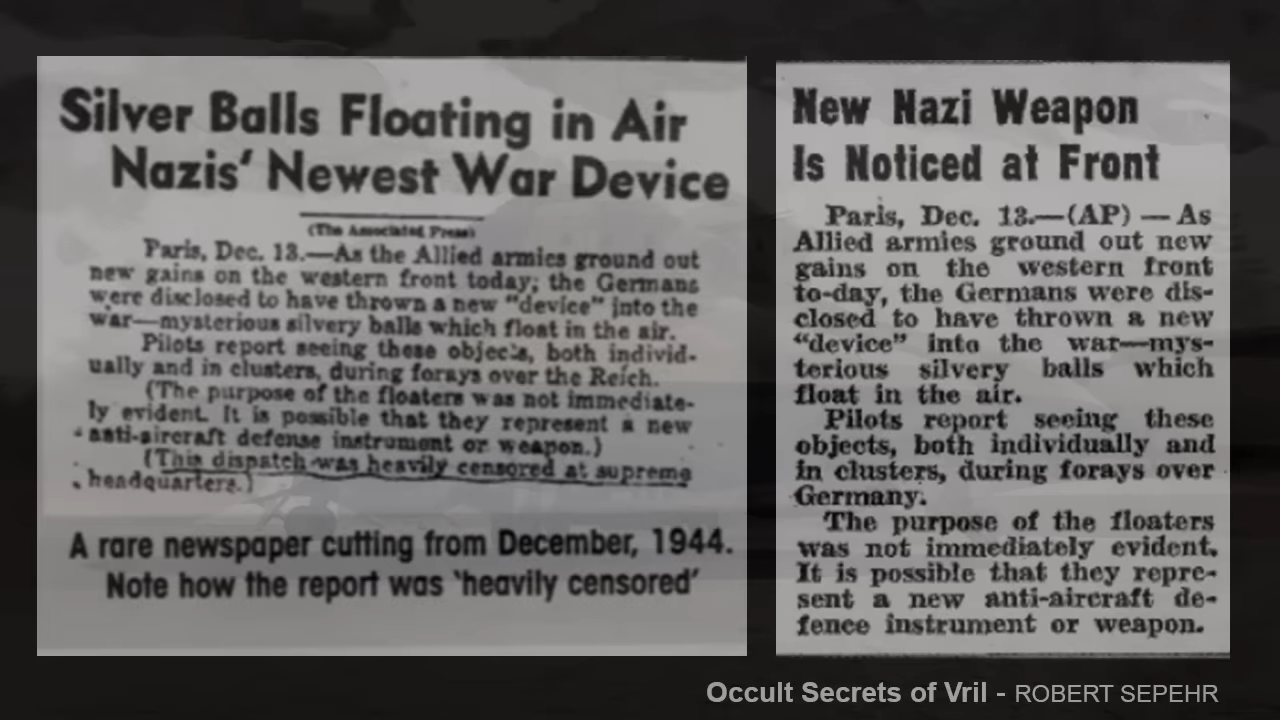 Silver Balls Floating in Air
Nazis' Newest War Device
(The Associated Press)
Paris, Dec. 13.—As the Allied armies ground out
new gains on the western front today; the Germans
were disclosed to have thrown a new "device" into the
war—mysterious silvery balls which float in the air.
Pilots report seeing these objects, both individ-
ually and in clusters, during forays over the Reich.
(The purpose of the floaters was not immediate-
ly evident. It is possible that they represent a new
anti-aircraft defense instrument or weapon.)
(This dispatch was heavily censored at supreme
headquarters.)
A rare newspaper cutting from December, 1944.
Note how the report was 'heavily censored'
New Nazi Weapon
Is Noticed at Front
Paris, Dec. 13.—(AP) — As
Allied armies ground out new
gains on the western front
to-day, the Germans were dis-
closed to have thrown a new
"device" into the war—mys-
terious silvery balls which
float in the air.
Pilots report seeing these
objects, both individually and
in clusters, during forays over
Germany.
The purpose of the floaters
was not immediately evident.
It is possible that they repre-
sent a new anti-aircraft de-
fence instrument or weapon.
Occult Secrets of Vril - ROBERT SEPEHR